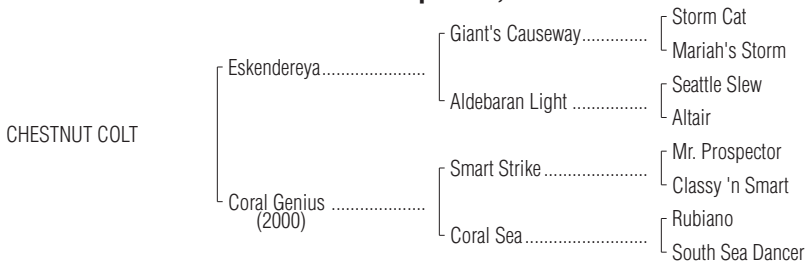 Storm Cat
Giant's Causeway..............
Mariah's Storm
Eskendereya......................
Seattle Slew
Aldebaran Light ................
Altair
CHESTNUT COLT
Mr. Prospector
Smart Strike......................
Classy 'n Smart
Coral Genius ....................
(2000)
Rubiano
Coral Sea..........................
South Sea Dancer